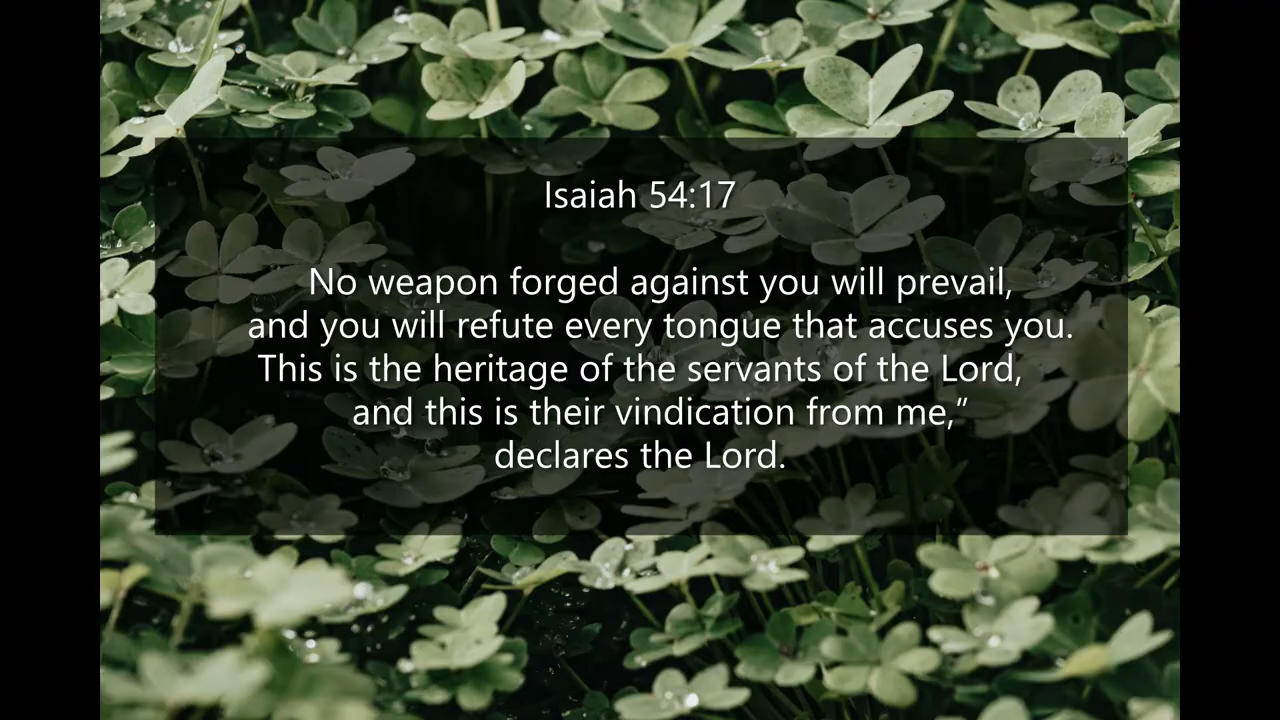 Isaiah 54:17
No weapon forged against you will prevail,
and you will refute every tongue that accuses you.
This is the heritage of the servants of the Lord,
and this is their vindication from me,”
declares the Lord.